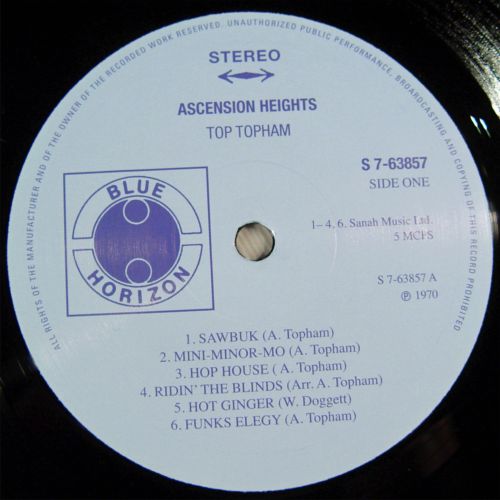 ALL RIGHTS OF THE MANUFACTURER AND OF THE OWNER OF THE RECORDED WORK RESERVED. UNAUTHORIZED PUBLIC PERFORMANCE, BROADCASTING AND COPYING OF THIS RECORD PROHIBITED
STEREO
ASCENSION HEIGHTS
TOP TOPHAM
S 7-63857
SIDE ONE
BLUE
HORIZON
1– 4, 6. Sanah Music Ltd.
5 MCPS
S 7-63857 A
℗ 1970
1. SAWBUK (A. Topham)
2. MINI-MINOR-MO (A. Topham)
3. HOP HOUSE ( A. Topham)
4. RIDIN' THE BLINDS (Arr. A. Topham)
5. HOT GINGER (W. Doggett)
6. FUNKS ELEGY (A. Topham)